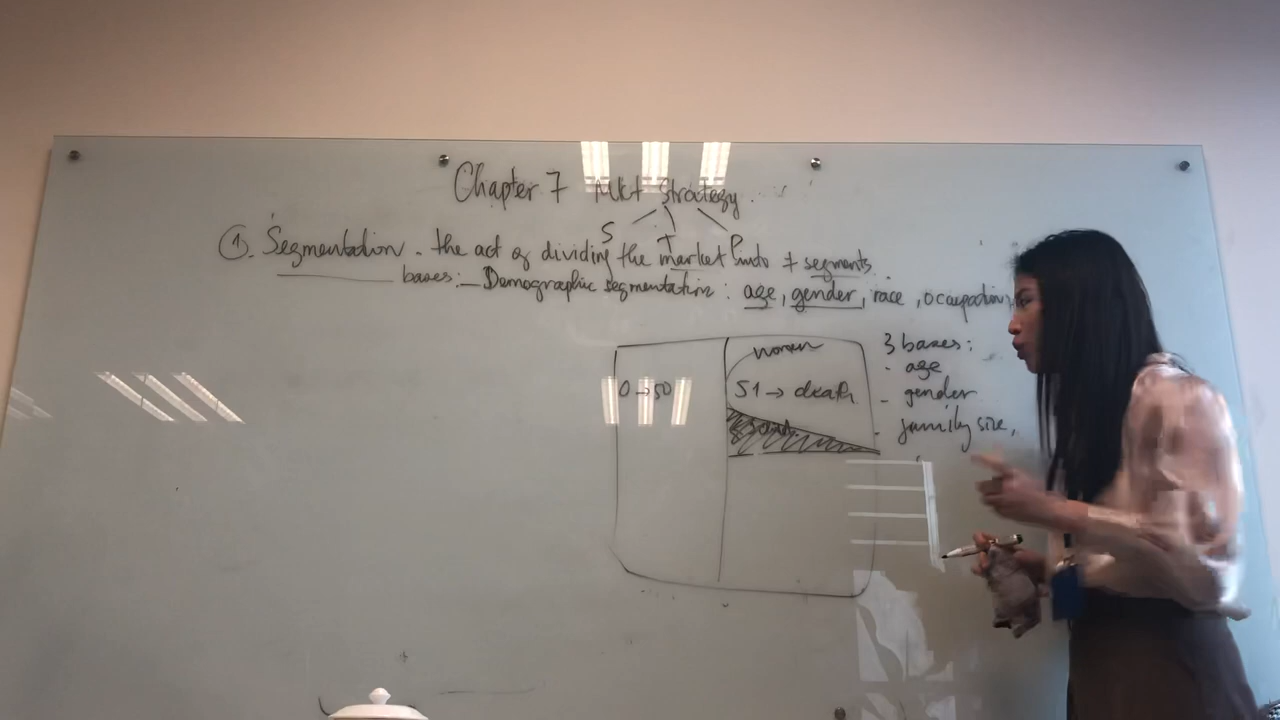 Chapter 7 Mkt Strategy
S T P
①. Segmentation. the act of dividing the market into ≠ segments.
bases: - Demographic segmentation: age, gender, race, occupation,
women
0 → 50
51 → death
3 bases:
- age
- gender
- family size,